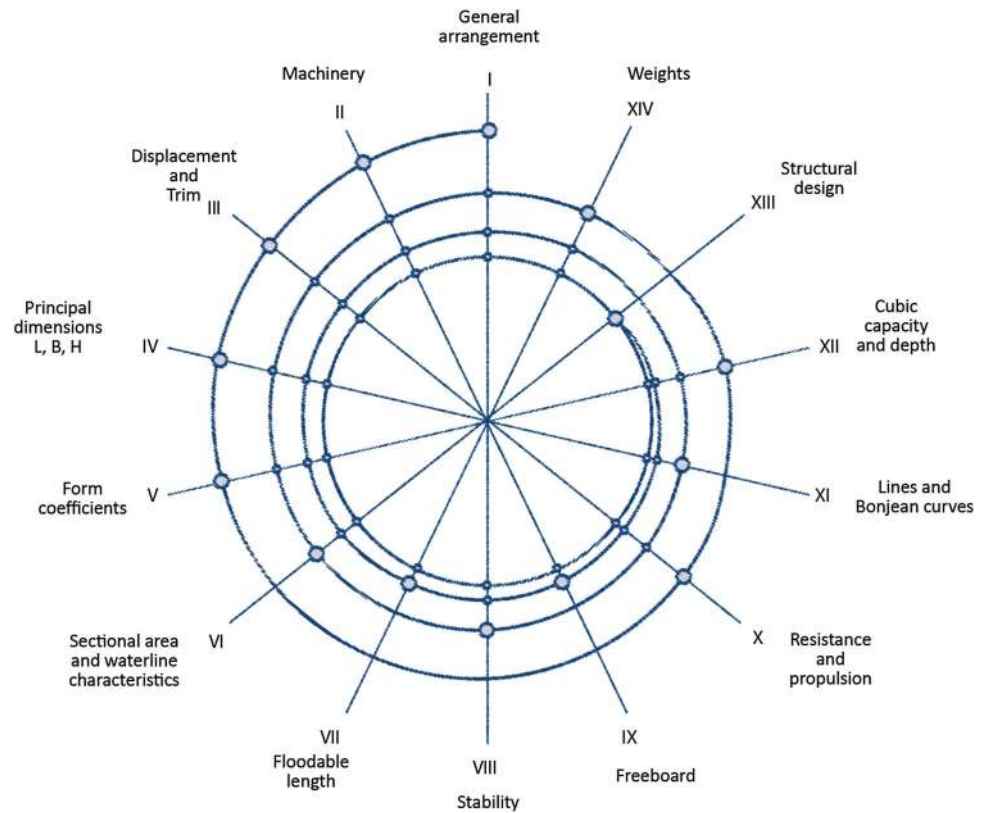 General
arrangement
I
Machinery
II
Weights
XIV
Displacement
and
Trim
III
Structural
design
XIII
Principal
dimensions
L, B, H
IV
Cubic
capacity
and depth
XII
Form
coefficients
V
Lines and
Bonjean curves
XI
Sectional area
and waterline
characteristics
VI
Resistance
and
propulsion
X
VII
Floodable
length
VIII
Stability
IX
Freeboard